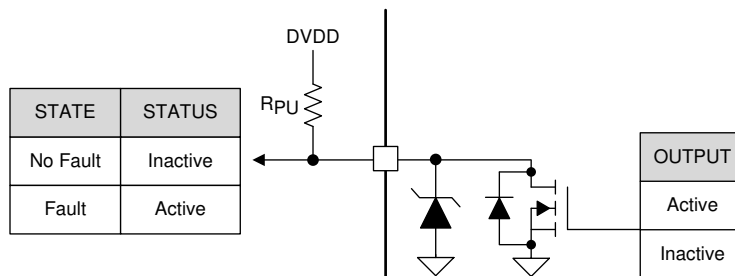 DVDD
RPU
STATE STATUS
No Fault Inactive
Fault Active
OUTPUT
Active
Inactive